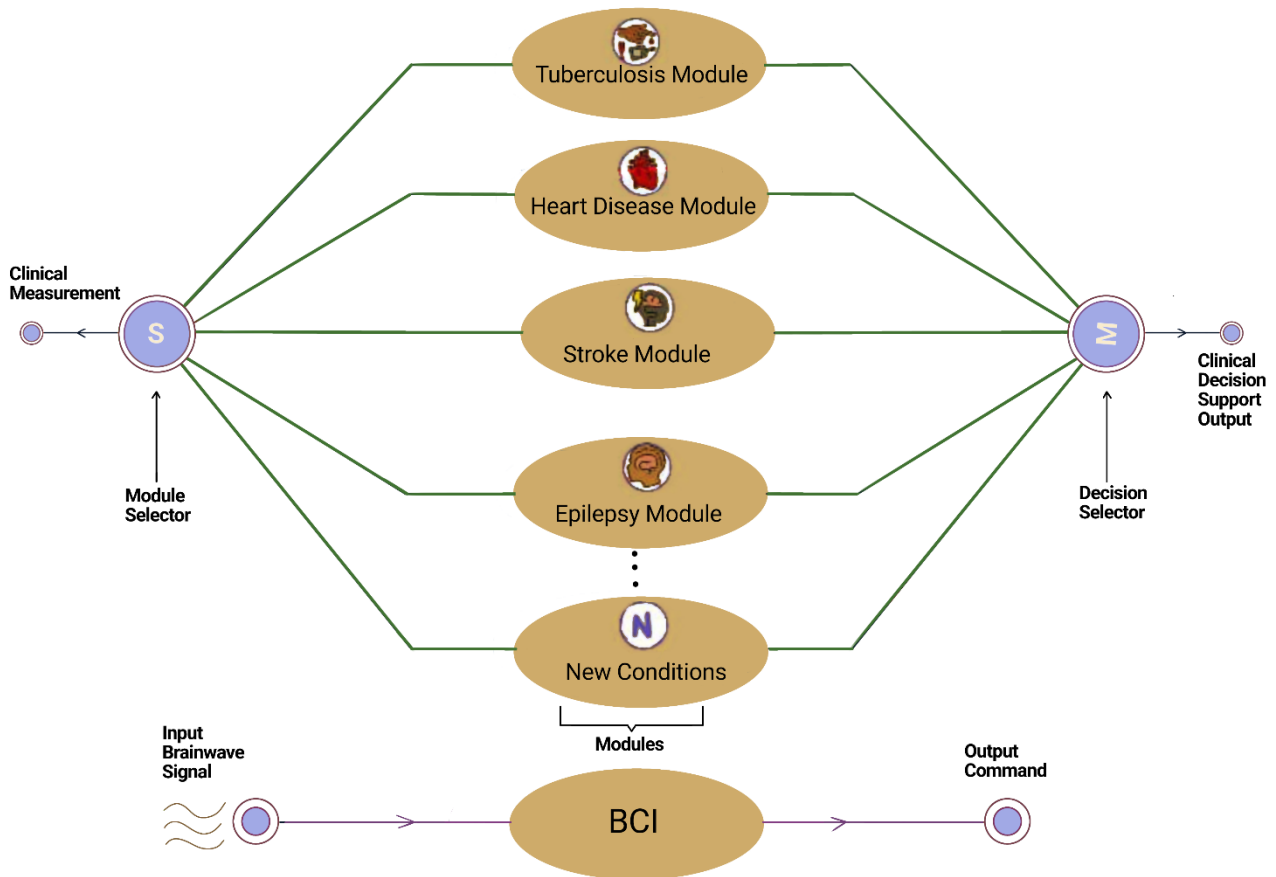 Tuberculosis Module
Heart Disease Module
Clinical
Measurement
S
Stroke Module
M
Clinical
Decision
Support
Output
Module
Selector
Epilepsy Module
Decision
Selector
N
New Conditions
Modules
Input
Brainwave
Signal
BCI
Output
Command